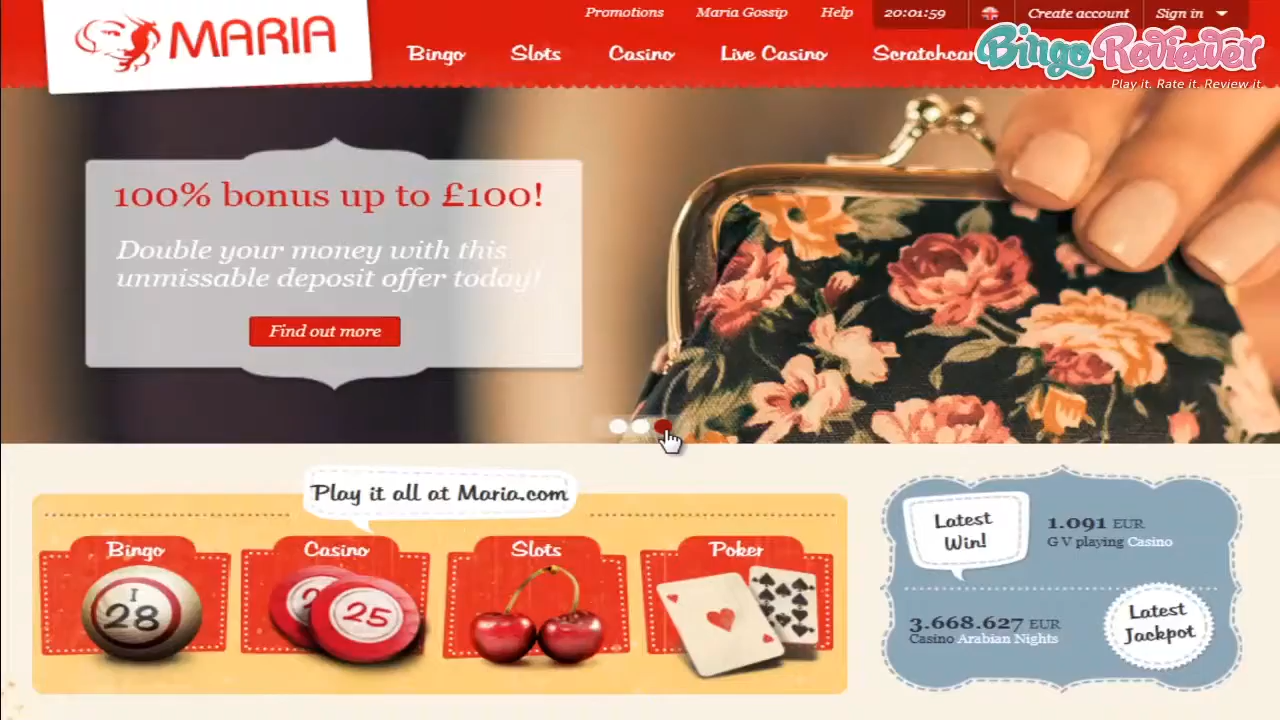 Promotions Maria Gossip Help 20:01:59 Create account Sign in
MARIA
Bingo Slots Casino Live Casino Scratchcar
BingoReviewer
Play it. Rate it. Review it
100% bonus up to £100!
Double your money with this
unmissable deposit offer today!
Find out more
Play it all at Maria.com
Bingo Casino Slots Poker
I
28
2
25
Latest
Win!
1.091 EUR
G V playing Casino
3.668.627 EUR
Casino Arabian Nights
Latest
Jackpot